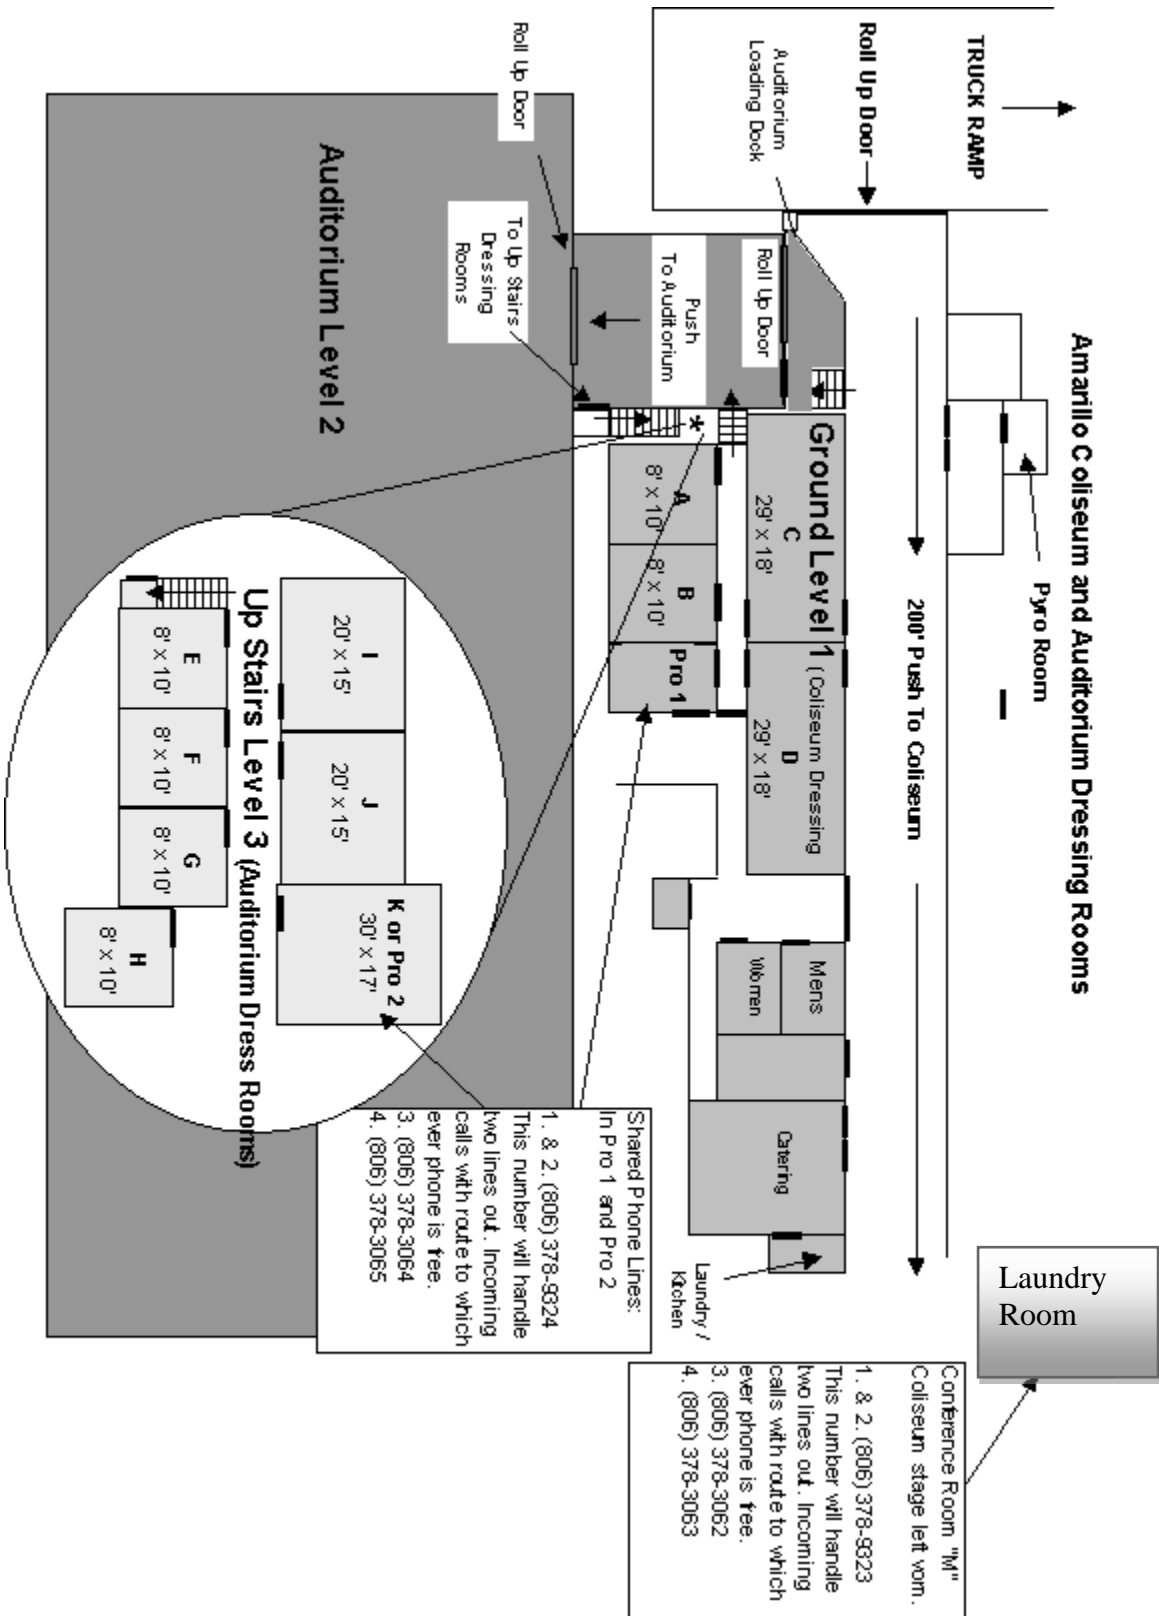 Amarillo Coliseum and Auditorium Dressing Rooms
TRUCK RAMP
Roll Up Door
Auditorium
Loading Dock
Pyro Room
200' Push To Coliseum
Roll Up Door
Push
To Auditorium
To Up Stairs
Dressing
Rooms
Roll Up Door
Auditorium Level 2
Ground Level 1 (Coliseum Dressing
C
29' x 18'
D
29' x 18'
A
8' x 10'
B
8' x 10'
Pro 1
Mens
Women
Catering
Laundry /
Kitchen
Laundry
Room
I
20' x 15'
J
20' x 15'
K or Pro 2
30' x 17'
Up Stairs Level 3 (Auditorium Dress Rooms)
E
8' x 10'
F
8' x 10'
G
8' x 10'
H
8' x 10'
Shared Phone Lines:
In Pro 1 and Pro 2
1. & 2. (806) 378-9324
This number will handle
two lines out. Incoming
calls with route to which
ever phone is free.
3. (806) 378-3064
4. (806) 378-3065
Conference Room "M"
Coliseum stage left vom.
1. & 2. (806) 378-9323
This number will handle
two lines out. Incoming
calls with route to which
ever phone is free.
3. (806) 378-3062
4. (806) 378-3063